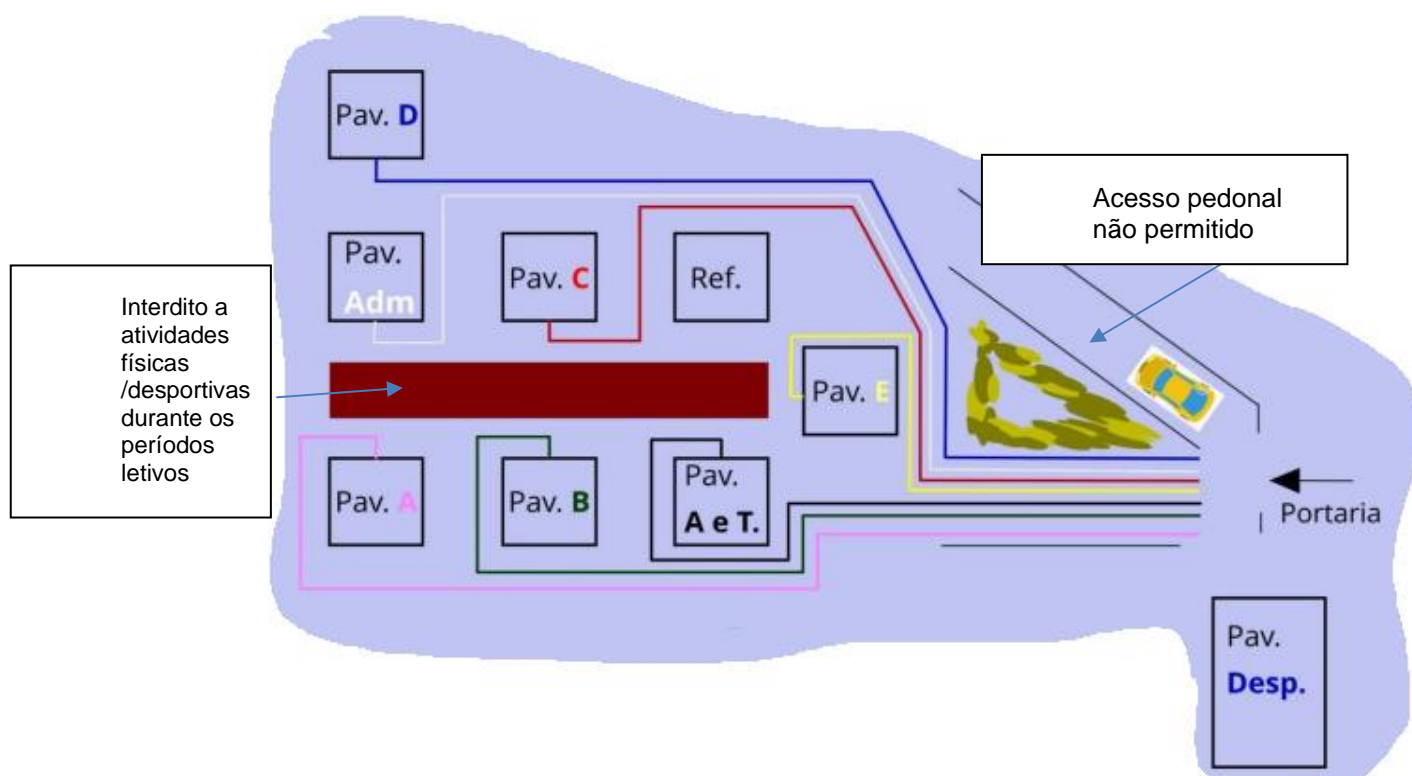 Pav. D
Acesso pedonal
não permitido
Pav.
Adm
Pav. C
Ref.
Interdito a
atividades
físicas
/desportivas
durante os
períodos
letivos
Pav. E
Pav. A
Pav. B
Pav.
A e T.
Portaria
Pav.
Desp.